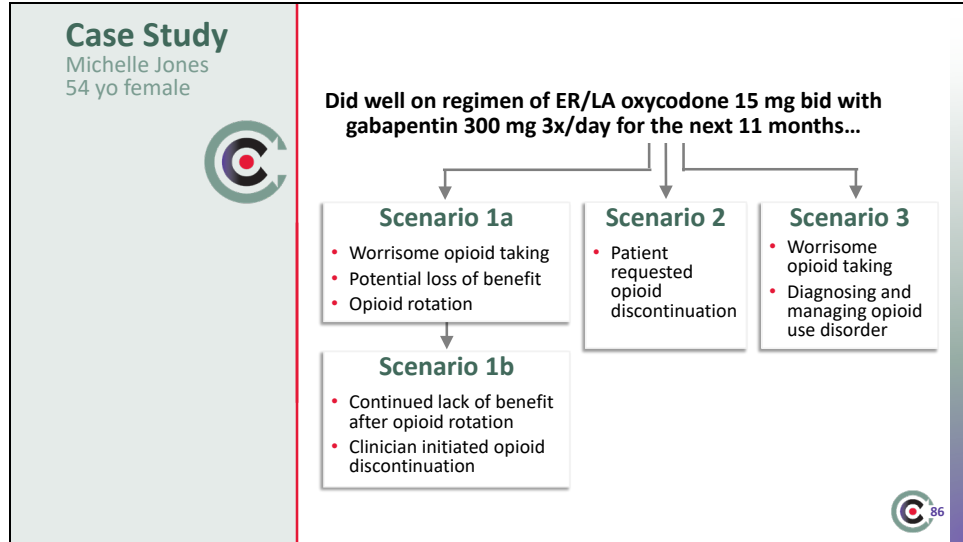 Case Study
Michelle Jones
54 yo female
Did well on regimen of ER/LA oxycodone 15 mg bid with
gabapentin 300 mg 3x/day for the next 11 months…
Scenario 1a
• Worrisome opioid taking
• Potential loss of benefit
• Opioid rotation
Scenario 1b
• Continued lack of benefit
after opioid rotation
• Clinician initiated opioid
discontinuation
Scenario 2
• Patient
requested
opioid
discontinuation
Scenario 3
• Worrisome
opioid taking
• Diagnosing and
managing opioid
use disorder
86